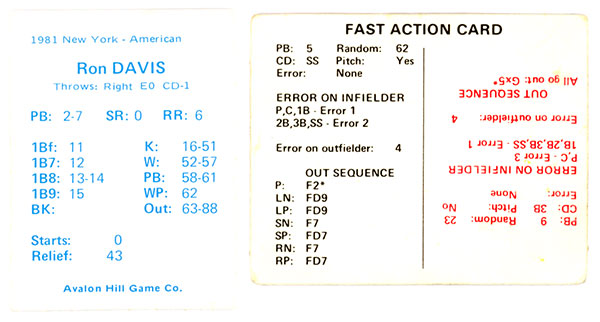 1981 New York - American
Ron DAVIS
Throws: Right E0 CD-1
PB: 2-7 SR: 0 RR: 6
1Bf: 11 K: 16-51
1B7: 12 W: 52-57
1B8: 13-14 PB: 58-61
1B9: 15 WP: 62
BK: Out: 63-88
Starts: 0
Relief: 43
Avalon Hill Game Co.
FAST ACTION CARD
PB: 5 Random: 62
CD: SS Pitch: Yes
Error: None
ERROR ON INFIELDER
P,C,1B - Error 1
2B,3B,SS - Error 2
Error on outfielder: 4
OUT SEQUENCE
P: F2*
LN: FD9
LP: FD9
SN: F7
SP: FD7
RN: F7
RP: FD7
PB: 9 Random: 23
CD: 3B Pitch: No
Error: None
ERROR ON INFIELDER
P,C - Error 3
1B,2B,3B,SS - Error 1
Error on outfielder: 4
OUT SEQUENCE
All go out: Gx5*